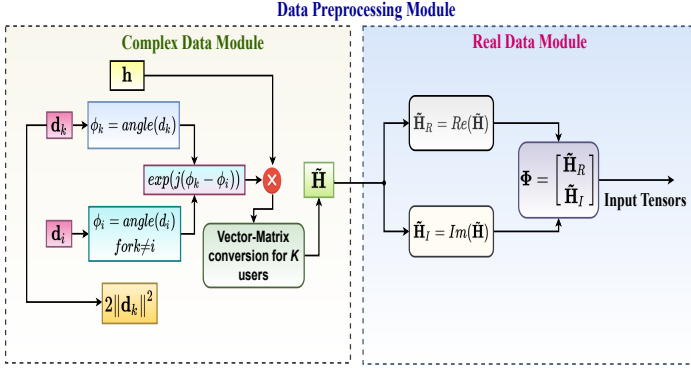 Data Preprocessing Module
Complex Data Module
h
d_k
ϕ_k = angle(d_k)
exp(j(ϕ_k − ϕ_i))
×
d_i
ϕ_i = angle(d_i)
fork≠i
Vector-Matrix
conversion for K
users
2‖d_k‖²
H̃
Real Data Module
H̃_R = Re(H̃)
H̃_I = Im(H̃)
Φ = [H̃_R
H̃_I]
Input Tensors